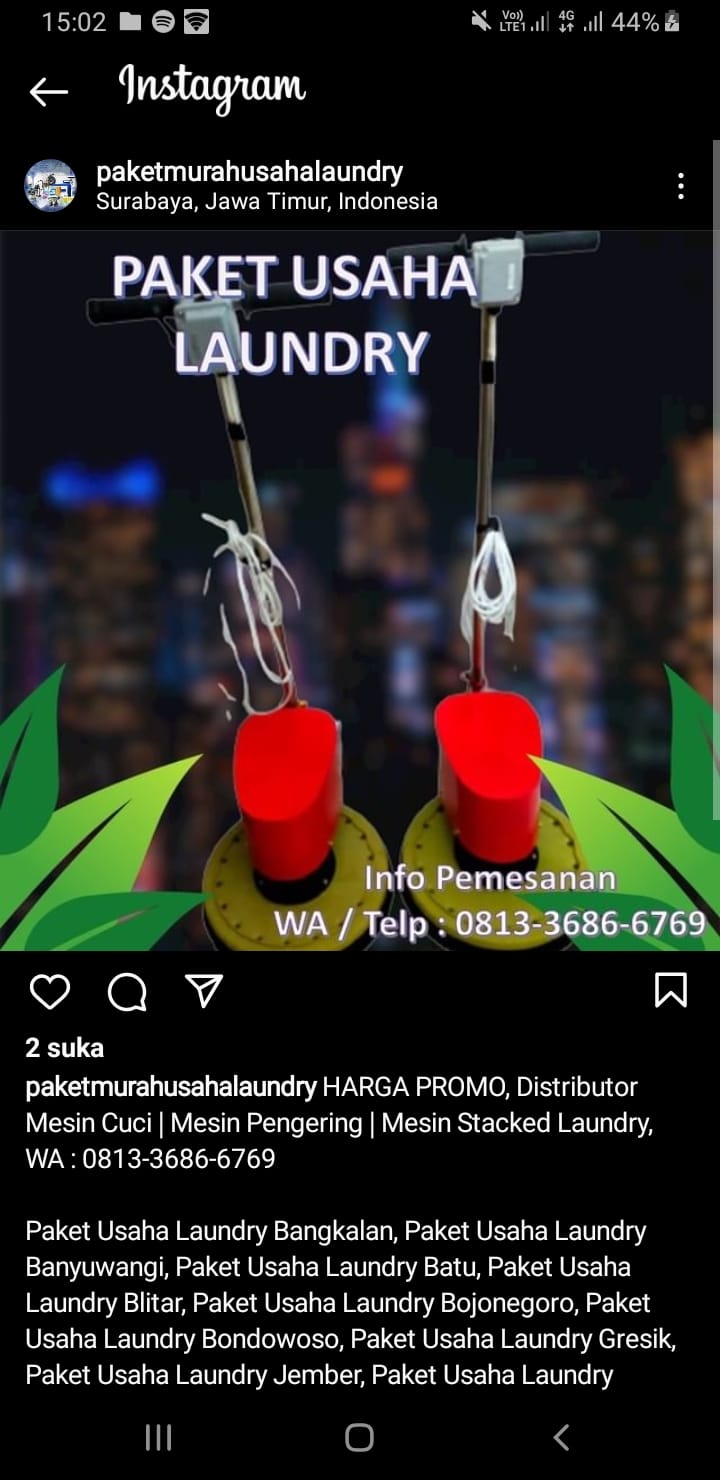 15:02
Vo)) LTE1 4G 44%
Instagram
paketmurahusahalaundry
Surabaya, Jawa Timur, Indonesia
PAKET USAHA
LAUNDRY
Info Pemesanan
WA / Telp : 0813-3686-6769
2 suka
paketmurahusahalaundry HARGA PROMO, Distributor
Mesin Cuci | Mesin Pengering | Mesin Stacked Laundry,
WA : 0813-3686-6769
Paket Usaha Laundry Bangkalan, Paket Usaha Laundry
Banyuwangi, Paket Usaha Laundry Batu, Paket Usaha
Laundry Blitar, Paket Usaha Laundry Bojonegoro, Paket
Usaha Laundry Bondowoso, Paket Usaha Laundry Gresik,
Paket Usaha Laundry Jember, Paket Usaha Laundry